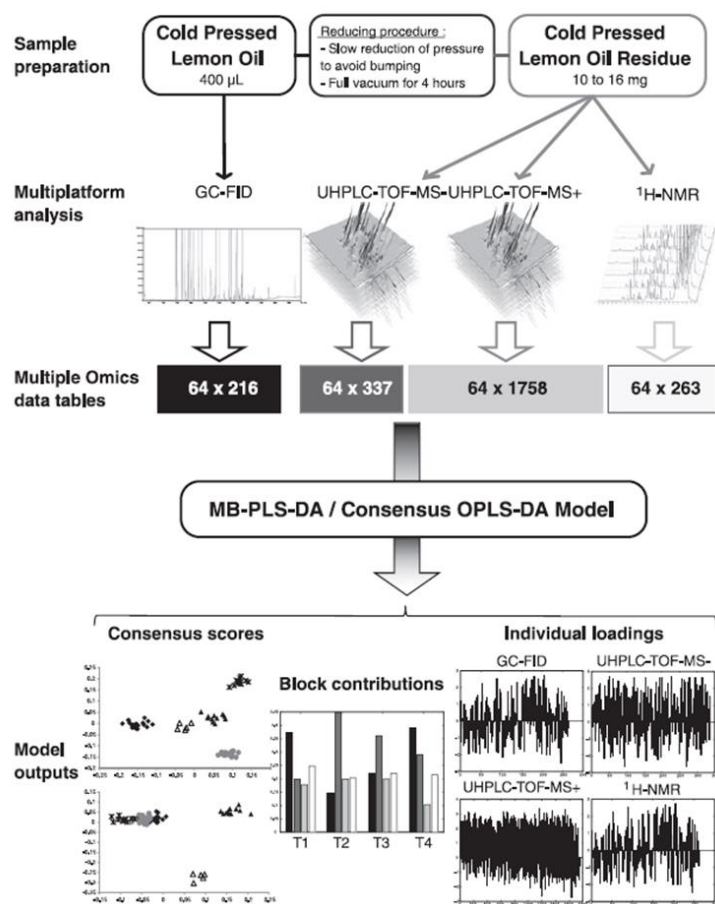 Sample preparation
Cold Pressed
Lemon Oil
400 µL
Reducing procedure :
- Slow reduction of pressure
to avoid bumping
- Full vacuum for 4 hours
Cold Pressed
Lemon Oil Residue
10 to 16 mg
Multiplatform analysis
GC-FID
UHPLC-TOF-MS-
UHPLC-TOF-MS+
¹H-NMR
Multiple Omics data tables
64 x 216
64 x 337
64 x 1758
64 x 263
MB-PLS-DA / Consensus OPLS-DA Model
Model outputs
Consensus scores
Block contributions
T1 T2 T3 T4
Individual loadings
GC-FID
UHPLC-TOF-MS-
UHPLC-TOF-MS+
¹H-NMR